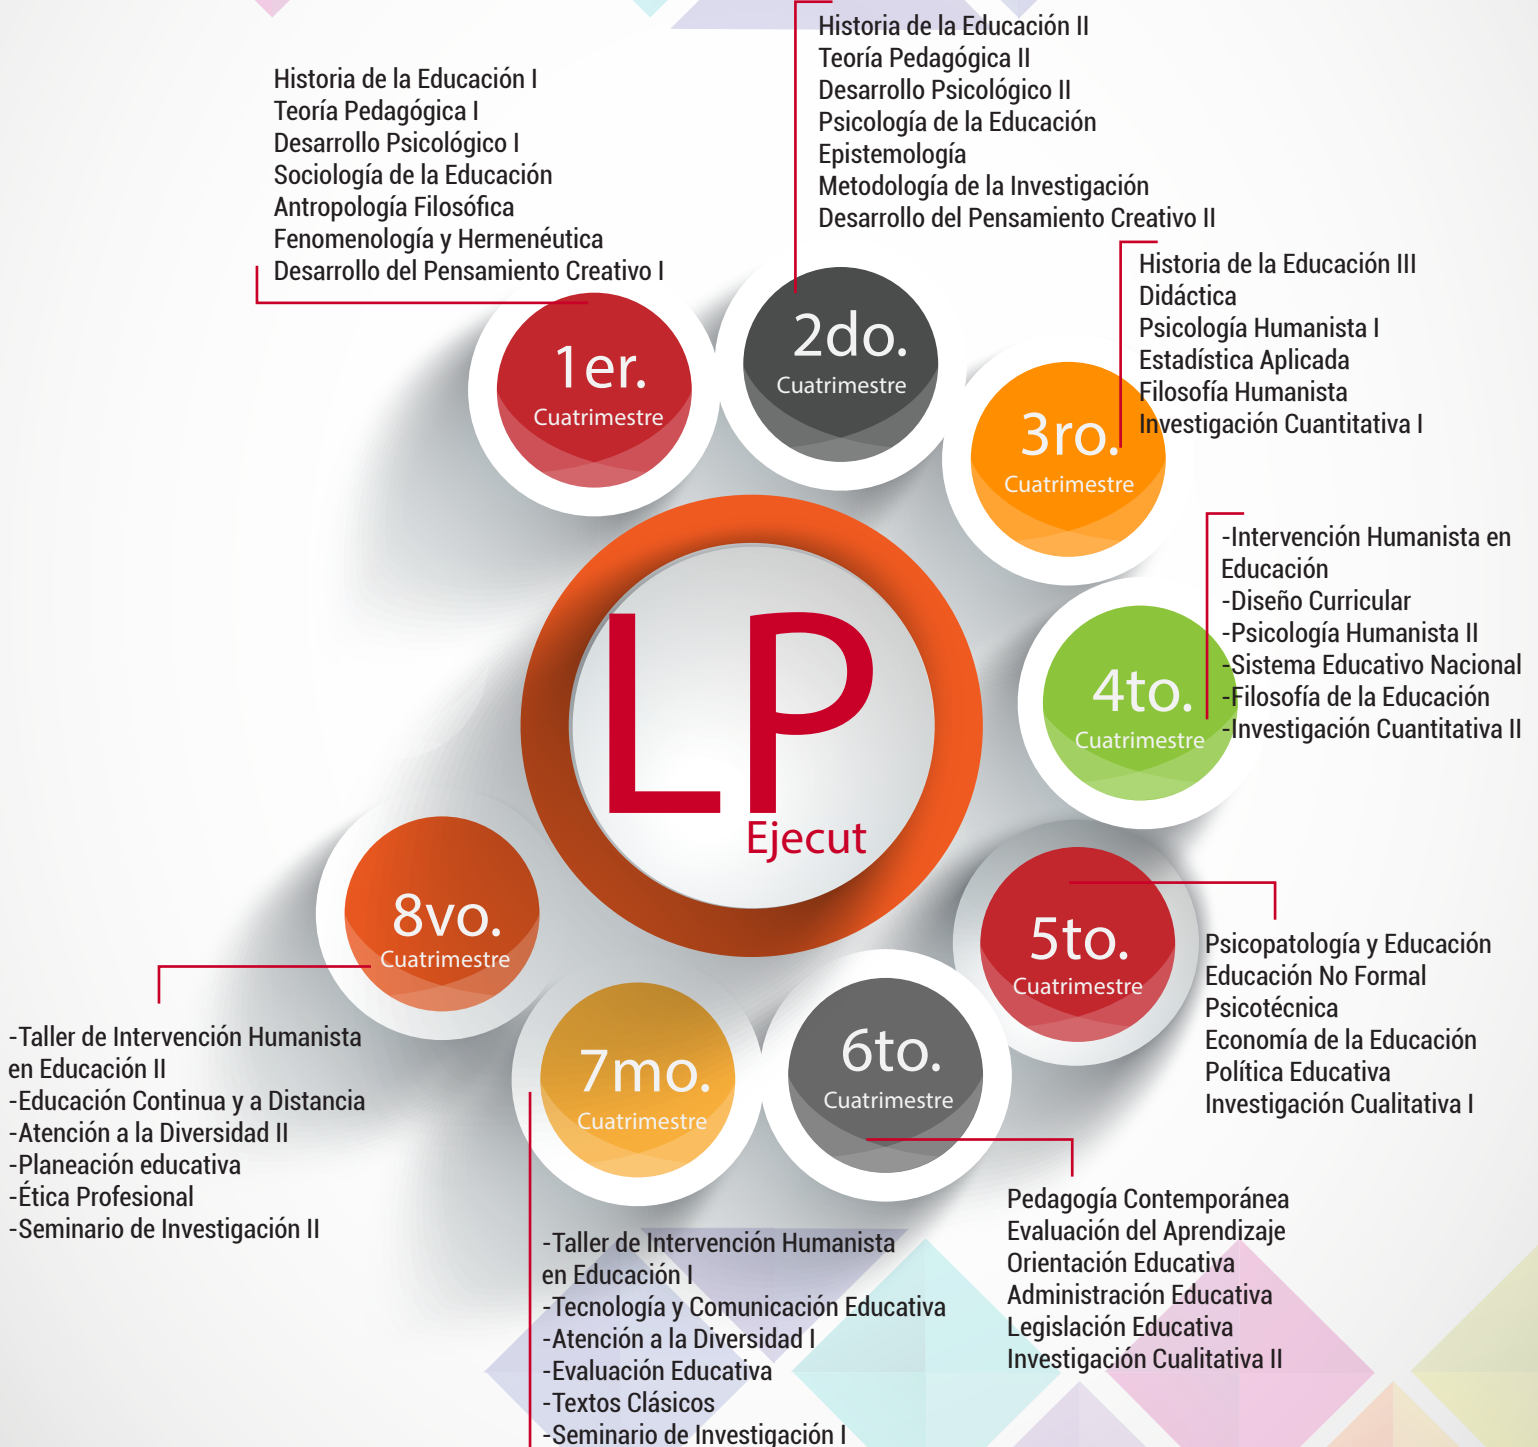 Historia de la Educación I
Teoría Pedagógica I
Desarrollo Psicológico I
Sociología de la Educación
Antropología Filosófica
Fenomenología y Hermenéutica
Desarrollo del Pensamiento Creativo I
1er.
Cuatrimestre
Historia de la Educación II
Teoría Pedagógica II
Desarrollo Psicológico II
Psicología de la Educación
Epistemología
Metodología de la Investigación
Desarrollo del Pensamiento Creativo II
2do.
Cuatrimestre
Historia de la Educación III
Didáctica
Psicología Humanista I
Estadística Aplicada
Filosofía Humanista
Investigación Cuantitativa I
3ro.
Cuatrimestre
-Intervención Humanista en
Educación
-Diseño Curricular
-Psicología Humanista II
-Sistema Educativo Nacional
-Filosofía de la Educación
-Investigación Cuantitativa II
4to.
Cuatrimestre
LP
Ejecut
5to.
Cuatrimestre
Psicopatología y Educación
Educación No Formal
Psicotécnica
Economía de la Educación
Política Educativa
Investigación Cualitativa I
6to.
Cuatrimestre
Pedagogía Contemporánea
Evaluación del Aprendizaje
Orientación Educativa
Administración Educativa
Legislación Educativa
Investigación Cualitativa II
7mo.
Cuatrimestre
-Taller de Intervención Humanista
en Educación I
-Tecnología y Comunicación Educativa
-Atención a la Diversidad I
-Evaluación Educativa
-Textos Clásicos
-Seminario de Investigación I
8vo.
Cuatrimestre
-Taller de Intervención Humanista
en Educación II
-Educación Continua y a Distancia
-Atención a la Diversidad II
-Planeación educativa
-Ética Profesional
-Seminario de Investigación II